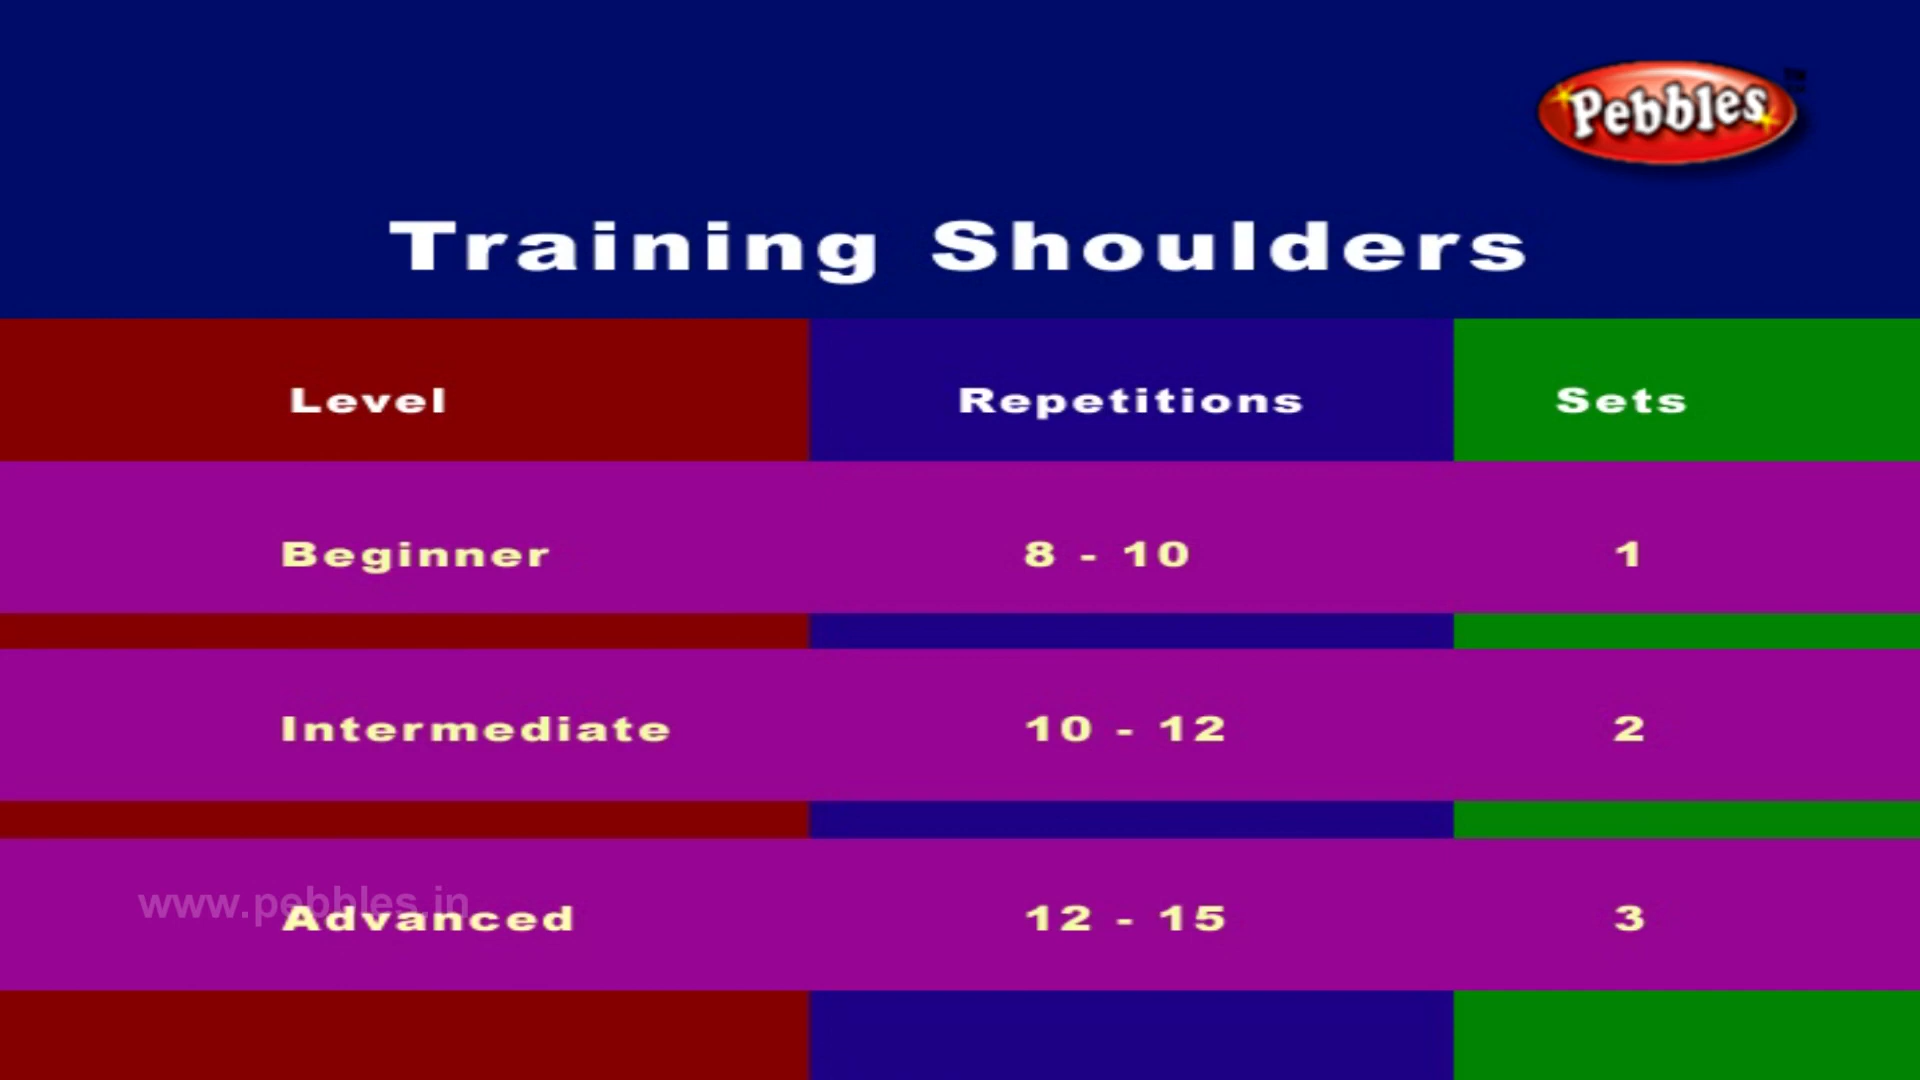 Pebbles
Training Shoulders
Level Repetitions Sets
Beginner 8 - 10 1
Intermediate 10 - 12 2
www.pebbles.in
Advanced 12 - 15 3